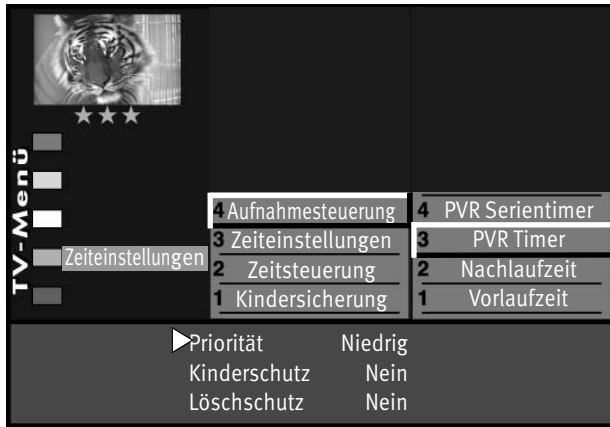 TV-Menü
Zeiteinstellungen
4 Aufnahmesteuerung
3 Zeiteinstellungen
2 Zeitsteuerung
1 Kindersicherung
4 PVR Serientimer
3 PVR Timer
2 Nachlaufzeit
1 Vorlaufzeit
Priorität Niedrig
Kinderschutz Nein
Löschschutz Nein